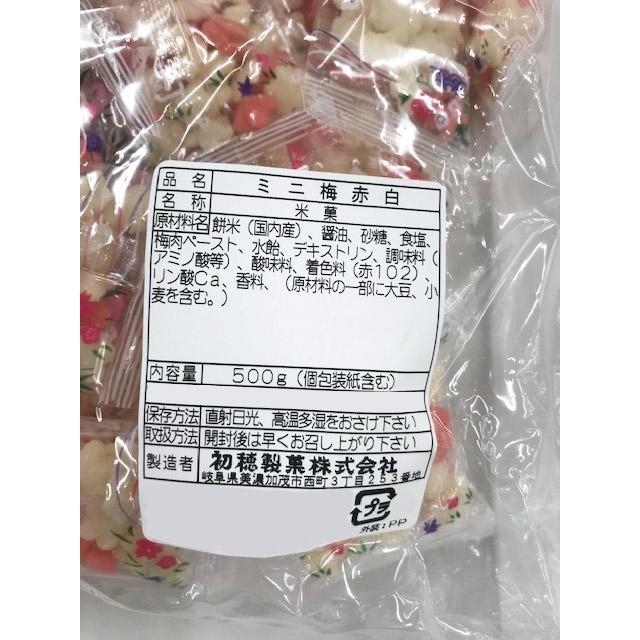 品名 ミニ梅赤白
名称 米菓
原材料名 餅米（国内産）、醤油、砂糖、食塩、
梅肉ペースト、水飴、デキストリン、調味料（
アミノ酸等）、酸味料、着色料（赤102）、
リン酸Ca、香料、（原材料の一部に大豆、小
麦を含む。）
内容量 500g（個包装紙含む）
保存方法 直射日光、高温多湿をおさけ下さい
取扱方法 開封後は早くお召し上がり下さい
製造者 初穂製菓株式会社
岐阜県美濃加茂市西町3丁目253番地
プラ
外装：PP